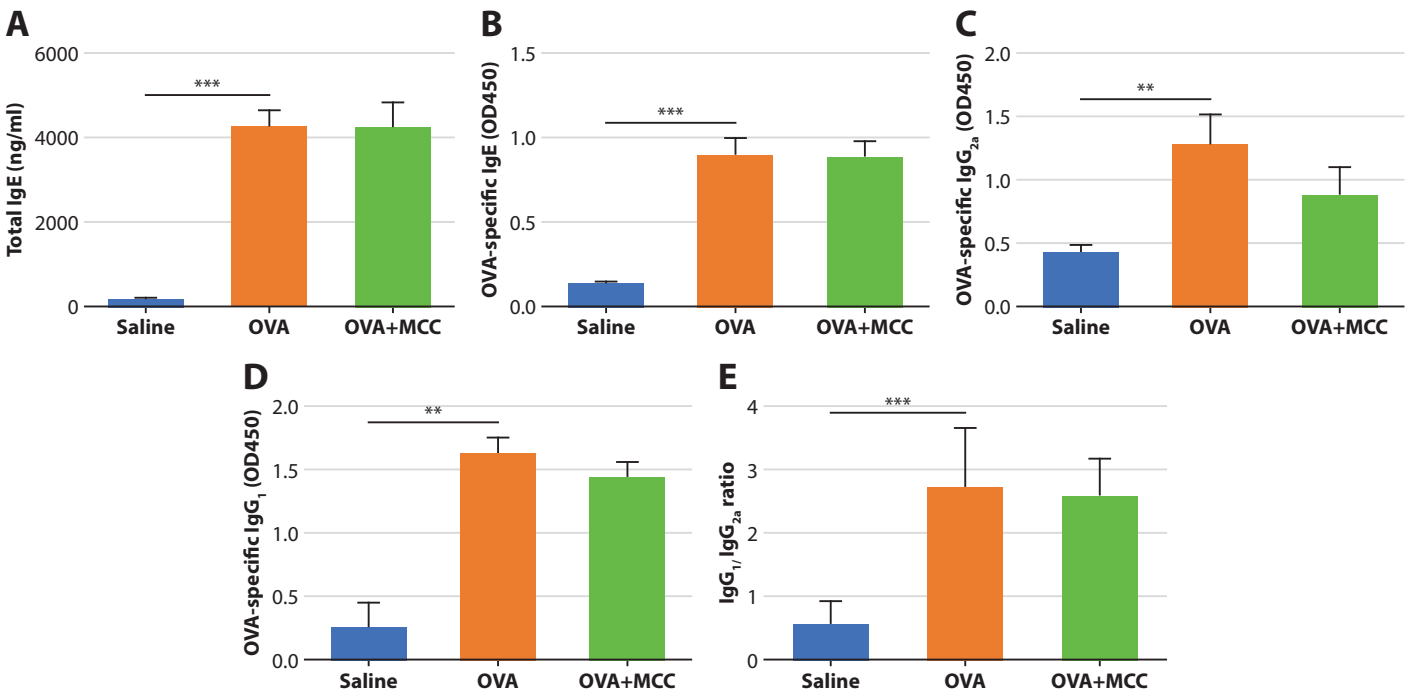 A
Total IgE (ng/ml)
6000
4000
2000
0
***
Saline
OVA
OVA+MCC
B
OVA-specific IgE (OD450)
1.5
1.0
0.5
0.0
***
Saline
OVA
OVA+MCC
C
OVA-specific IgG2a (OD450)
2.0
1.5
1.0
0.5
0.0
**
Saline
OVA
OVA+MCC
D
OVA-specific IgG1 (OD450)
2.0
1.5
1.0
0.5
0.0
**
Saline
OVA
OVA+MCC
E
IgG1/ IgG2a ratio
4
3
2
1
0
***
Saline
OVA
OVA+MCC